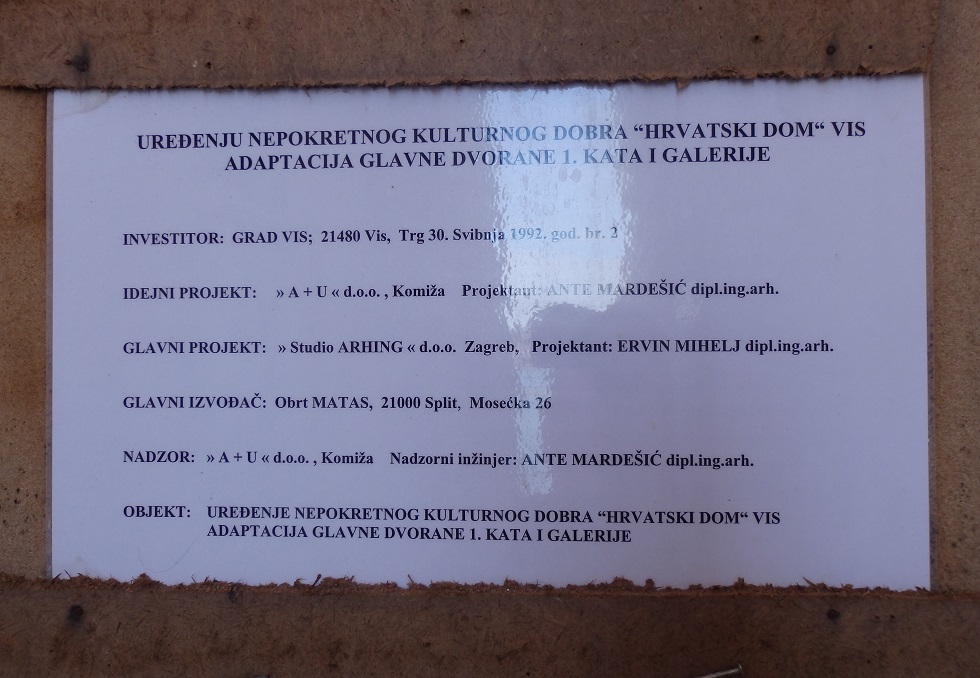 UREĐENJU NEPOKRETNOG KULTURNOG DOBRA “HRVATSKI DOM“ VIS
ADAPTACIJA GLAVNE DVORANE 1. KATA I GALERIJE
INVESTITOR: GRAD VIS; 21480 Vis, Trg 30. Svibnja 1992. god. br. 2
IDEJNI PROJEKT: » A + U « d.o.o. , Komiža Projektant: ANTE MARDEŠIĆ dipl.ing.arh.
GLAVNI PROJEKT: » Studio ARHING « d.o.o. Zagreb, Projektant: ERVIN MIHELJ dipl.ing.arh.
GLAVNI IZVOĐAČ: Obrt MATAS, 21000 Split, Mosećka 26
NADZOR: » A + U « d.o.o. , Komiža Nadzorni inžinjer: ANTE MARDEŠIĆ dipl.ing.arh.
OBJEKT: UREĐENJE NEPOKRETNOG KULTURNOG DOBRA “HRVATSKI DOM“ VIS
ADAPTACIJA GLAVNE DVORANE 1. KATA I GALERIJE